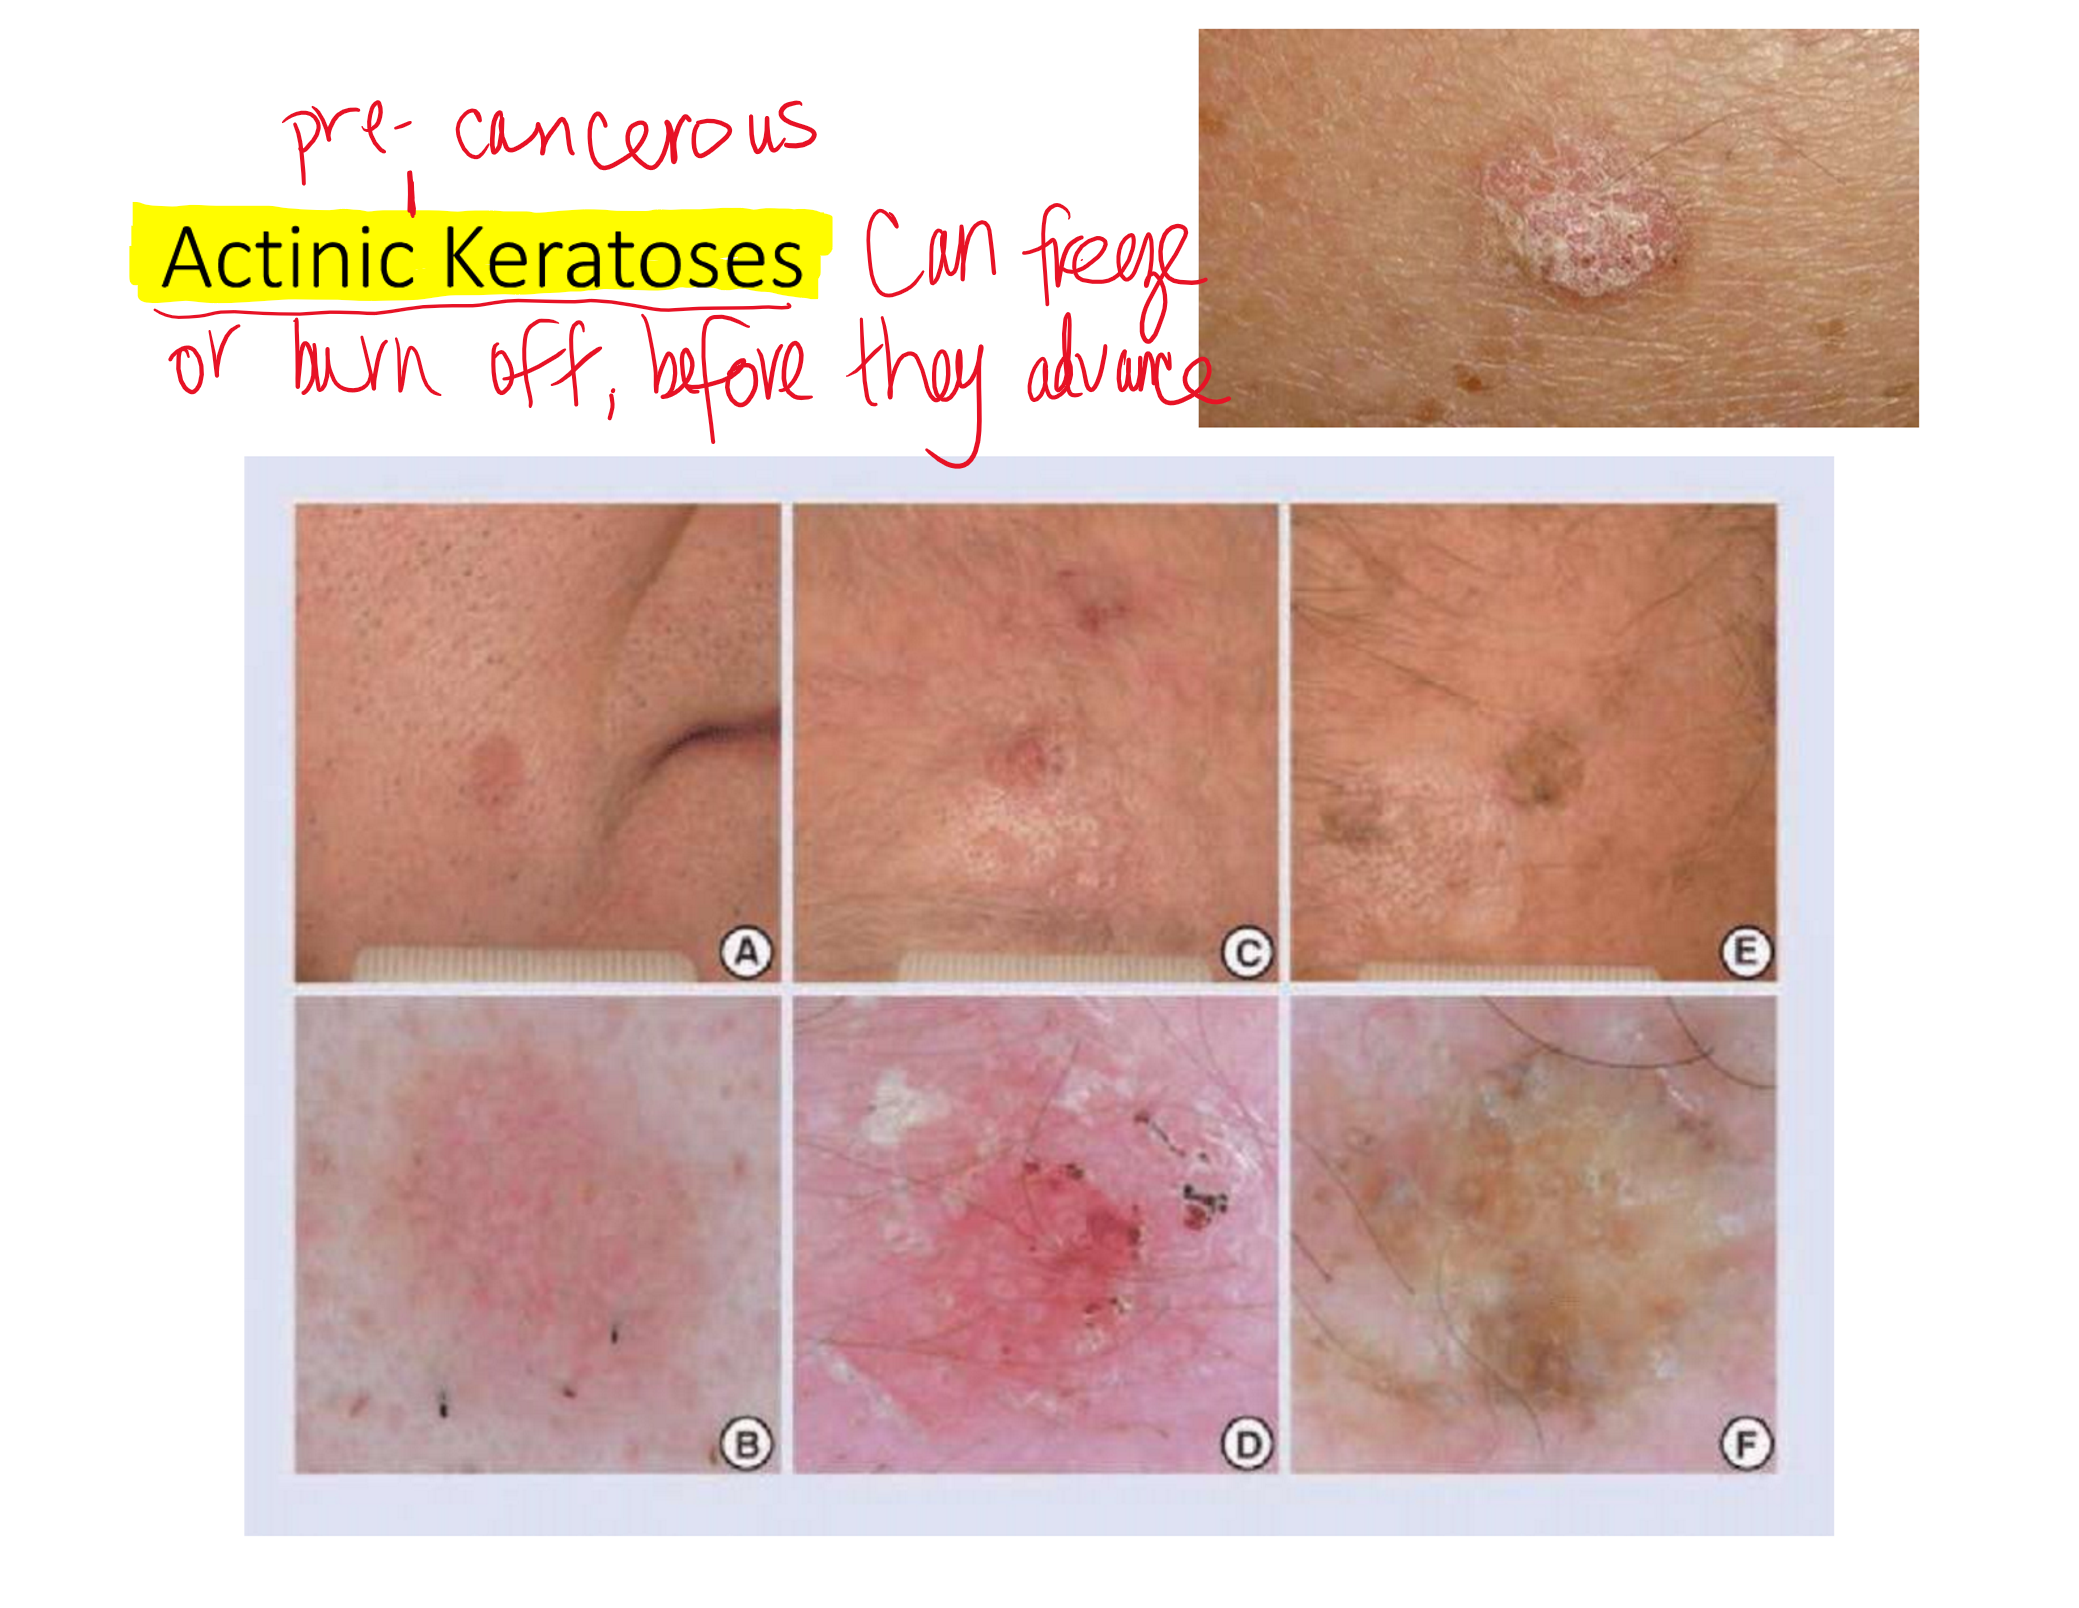 pre- cancerous
Actinic Keratoses Can freeze
or burn off, before they advance
A
C
E
B
D
F